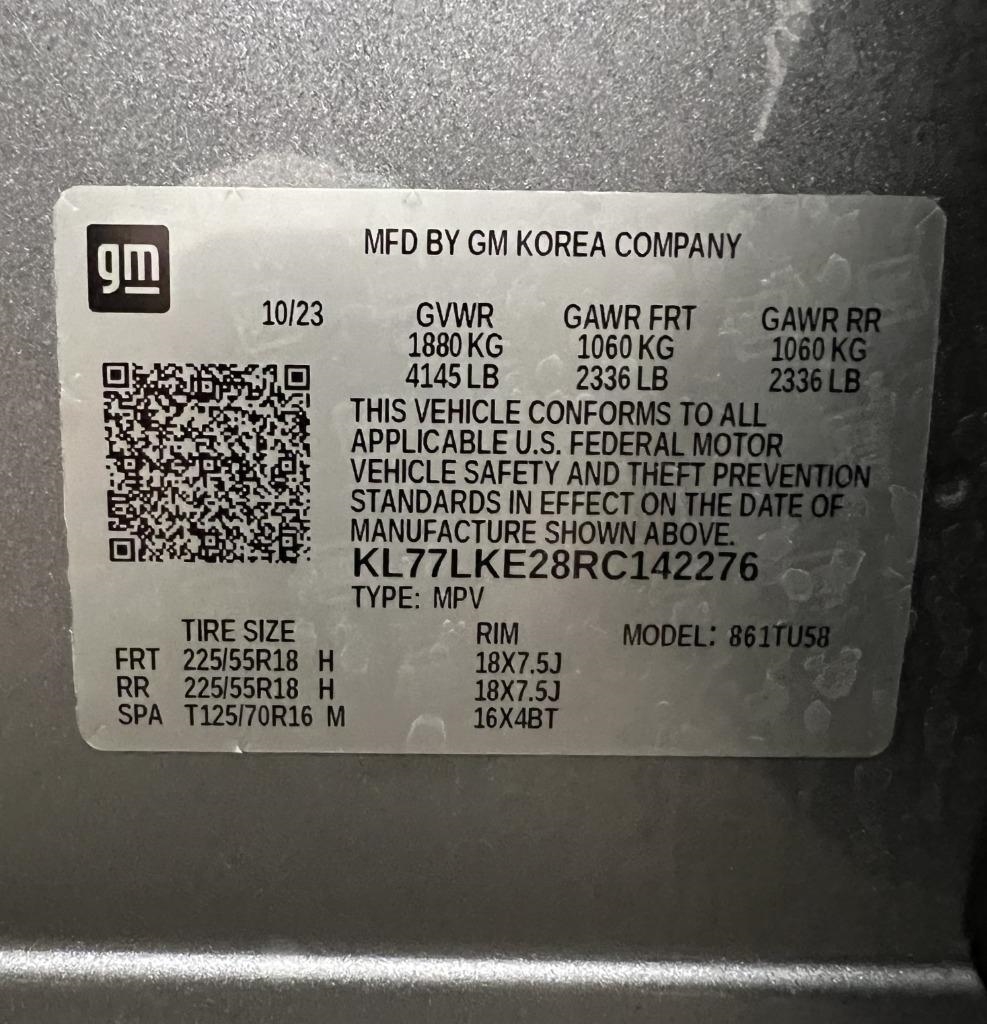 gm
MFD BY GM KOREA COMPANY
10/23 GVWR GAWR FRT GAWR RR
1880 KG 1060 KG 1060 KG
4145 LB 2336 LB 2336 LB
THIS VEHICLE CONFORMS TO ALL
APPLICABLE U.S. FEDERAL MOTOR
VEHICLE SAFETY AND THEFT PREVENTION
STANDARDS IN EFFECT ON THE DATE OF
MANUFACTURE SHOWN ABOVE.
KL77LKE28RC142276
TYPE: MPV
TIRE SIZE RIM MODEL: 861TU58
FRT 225/55R18 H 18X7.5J
RR 225/55R18 H 18X7.5J
SPA T125/70R16 M 16X4BT